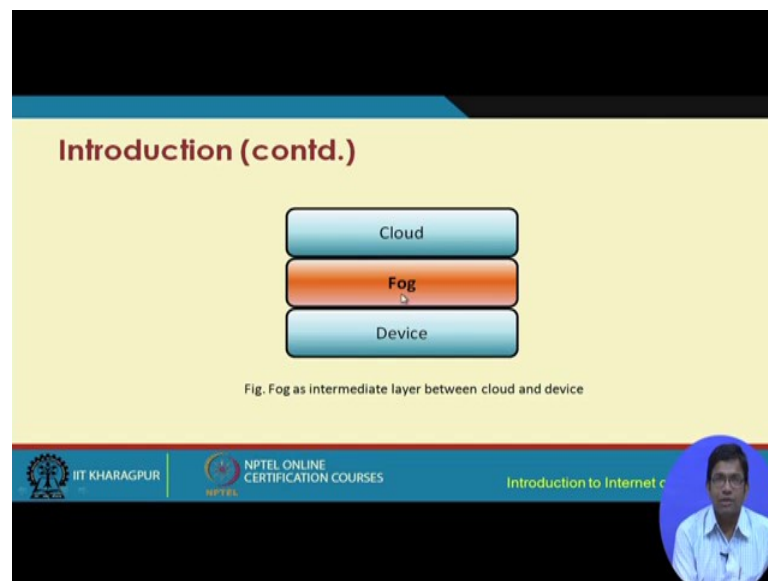 Introduction (contd.)
Cloud
Fog
Device
Fig. Fog as intermediate layer between cloud and device
IIT KHARAGPUR
NPTEL
NPTEL ONLINE
CERTIFICATION COURSES
Introduction to Internet